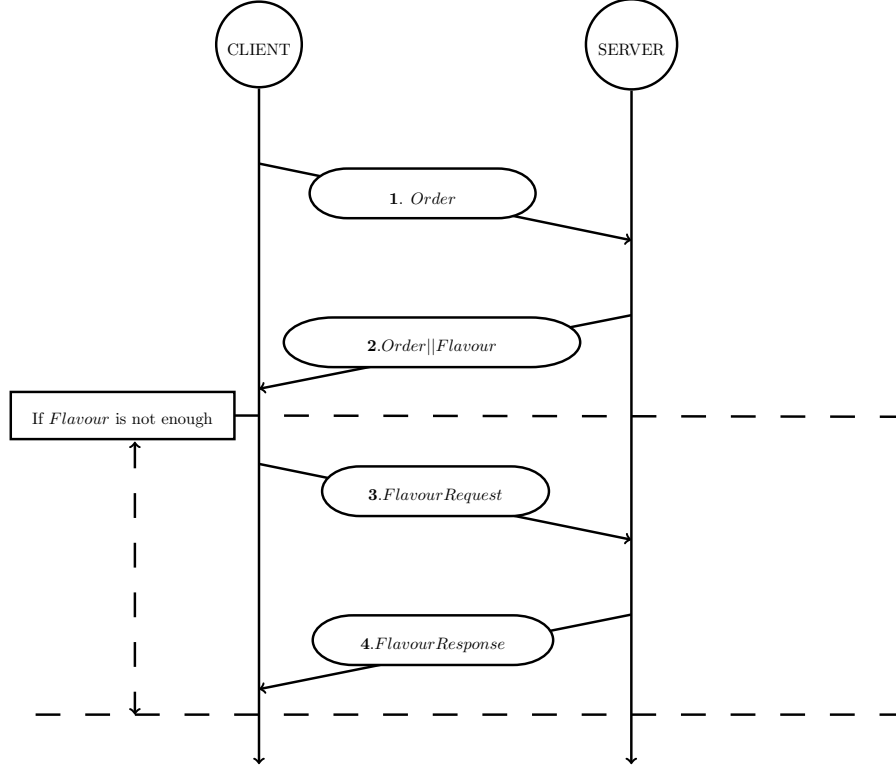 CLIENT
SERVER
1. Order
2.Order||Flavour
If Flavour is not enough
3.FlavourRequest
4.FlavourResponse